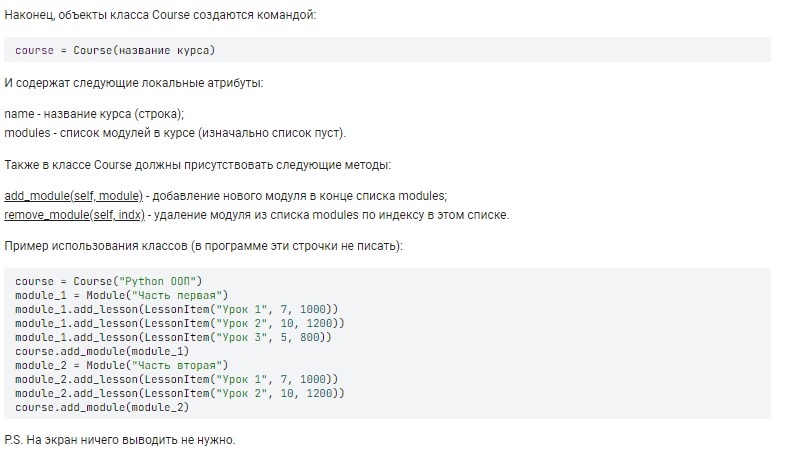 Наконец, объекты класса Course создаются командой:
course = Course(название курса)
И содержат следующие локальные атрибуты:
name - название курса (строка);
modules - список модулей в курсе (изначально список пуст).
Также в классе Course должны присутствовать следующие методы:
add_module(self, module) - добавление нового модуля в конце списка modules;
remove_module(self, indx) - удаление модуля из списка modules по индексу в этом списке.
Пример использования классов (в программе эти строчки не писать):
course = Course("Python ООП")
module_1 = Module("Часть первая")
module_1.add_lesson(LessonItem("Урок 1", 7, 1000))
module_1.add_lesson(LessonItem("Урок 2", 10, 1200))
module_1.add_lesson(LessonItem("Урок 3", 5, 800))
course.add_module(module_1)
module_2 = Module("Часть вторая")
module_2.add_lesson(LessonItem("Урок 1", 7, 1000))
module_2.add_lesson(LessonItem("Урок 2", 10, 1200))
course.add_module(module_2)
P.S. На экран ничего выводить не нужно.